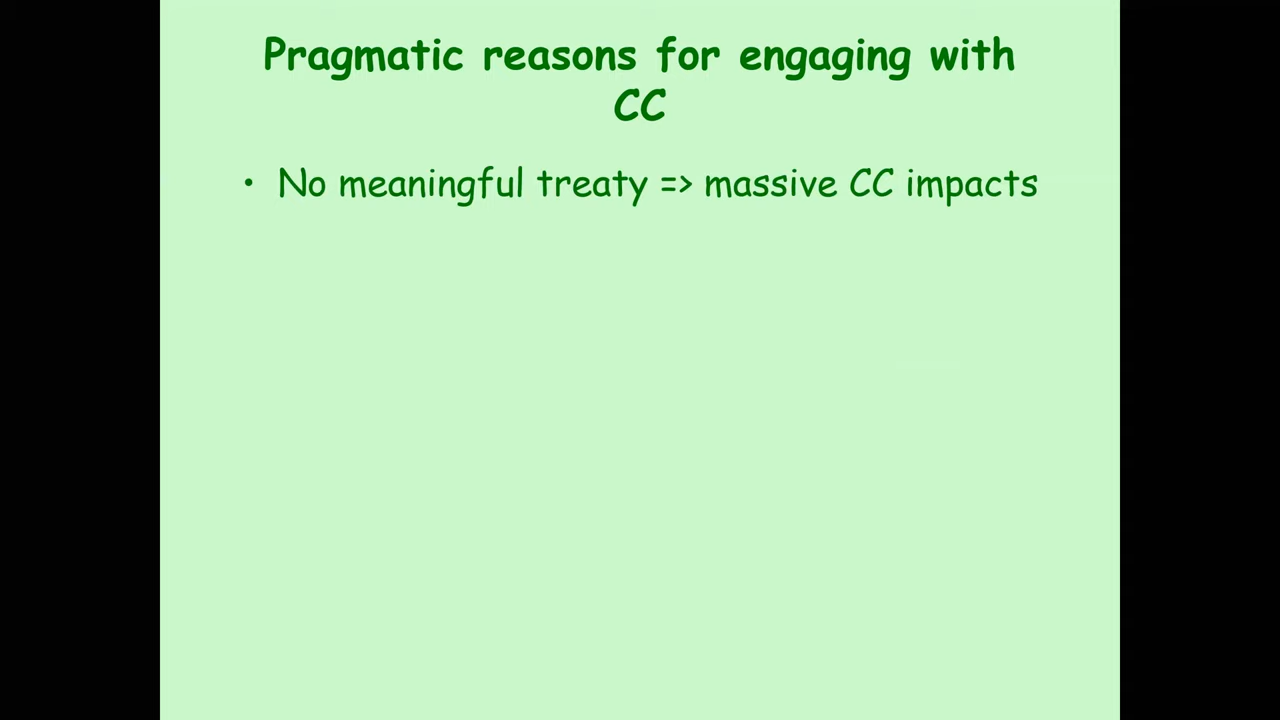 Pragmatic reasons for engaging with
CC
• No meaningful treaty => massive CC impacts